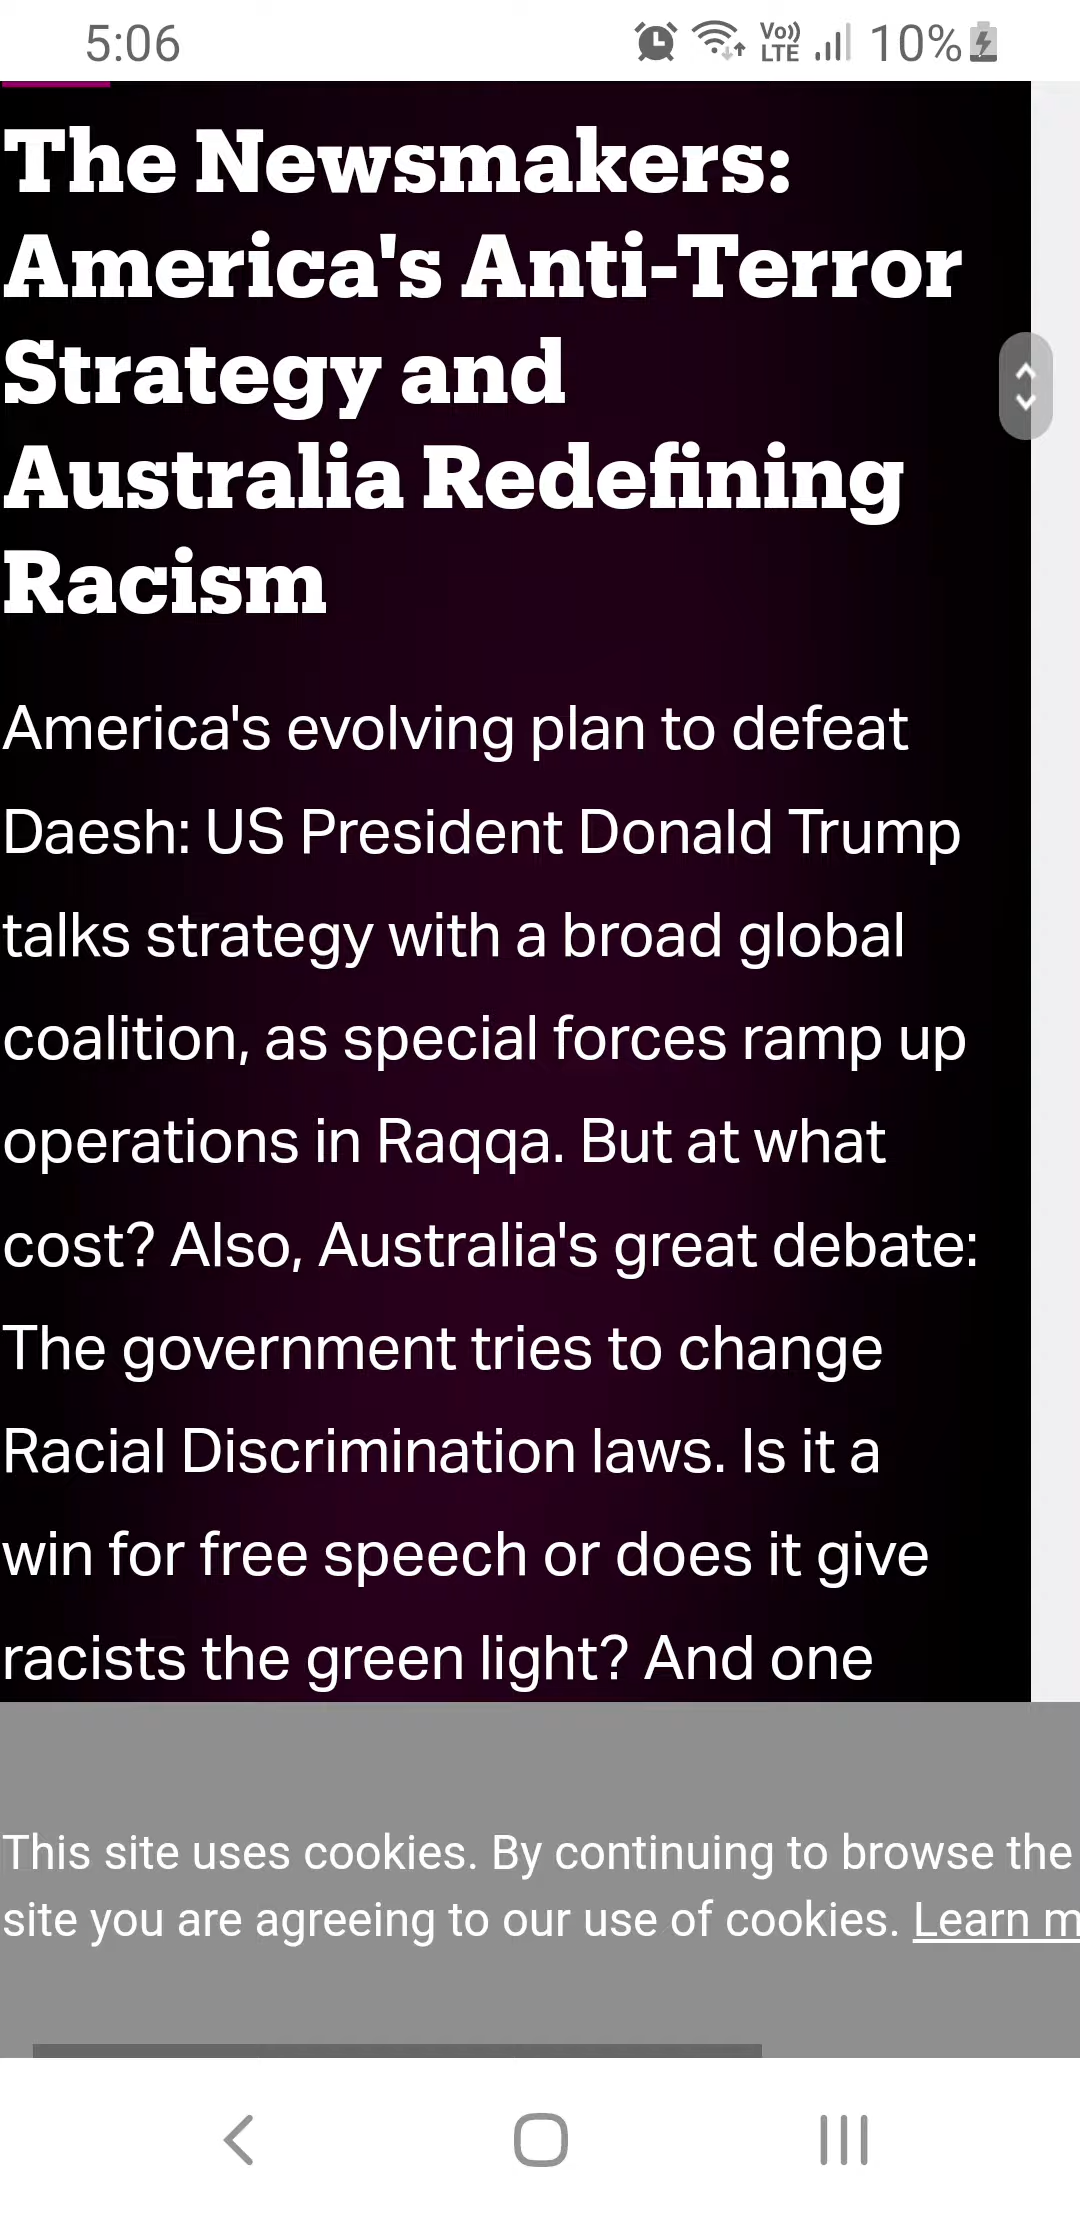 5:06
Vo)) LTE 10%
The Newsmakers:
America's Anti-Terror
Strategy and
Australia Redefining
Racism
America's evolving plan to defeat
Daesh: US President Donald Trump
talks strategy with a broad global
coalition, as special forces ramp up
operations in Raqqa. But at what
cost? Also, Australia's great debate:
The government tries to change
Racial Discrimination laws. Is it a
win for free speech or does it give
racists the green light? And one
This site uses cookies. By continuing to browse the
site you are agreeing to our use of cookies. Learn m